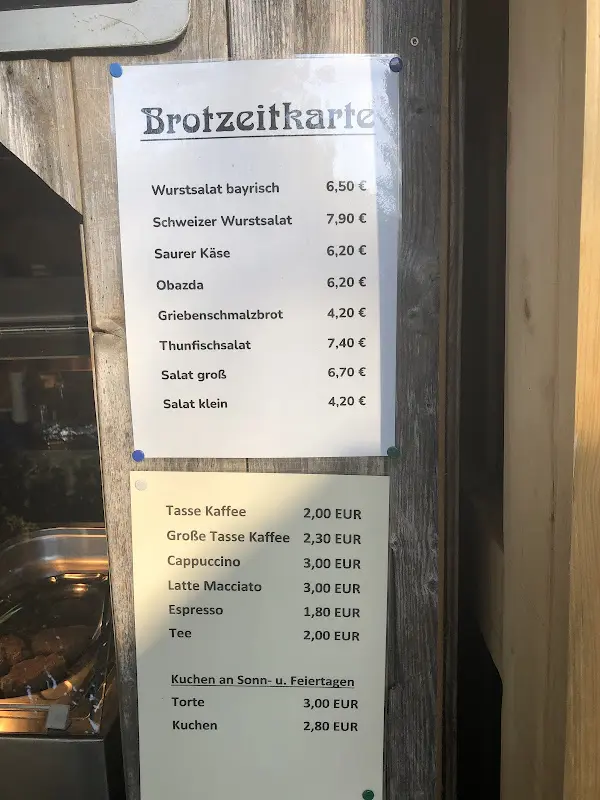 Brotzeitkarte
Wurstsalat bayrisch 6,50 €
Schweizer Wurstsalat 7,90 €
Saurer Käse 6,20 €
Obazda 6,20 €
Griebenschmalzbrot 4,20 €
Thunfischsalat 7,40 €
Salat groß 6,70 €
Salat klein 4,20 €
Tasse Kaffee 2,00 EUR
Große Tasse Kaffee 2,30 EUR
Cappuccino 3,00 EUR
Latte Macciato 3,00 EUR
Espresso 1,80 EUR
Tee 2,00 EUR
Kuchen an Sonn- u. Feiertagen
Torte 3,00 EUR
Kuchen 2,80 EUR